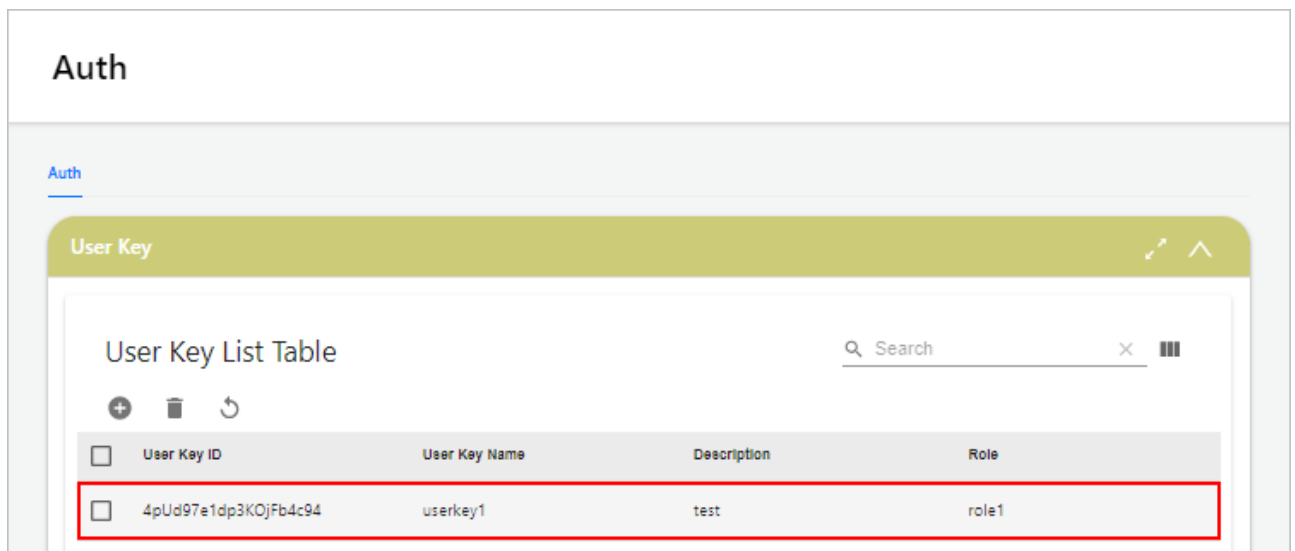 Auth
Auth
User Key
User Key List Table
Search
User Key ID User Key Name Description Role
4pUd97e1dp3KOjFb4c94 userkey1 test role1